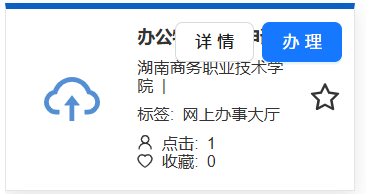 办公
详 情
办 理
湖南商务职业技术学
院 |
标签: 网上办事大厅
点击: 1
收藏: 0